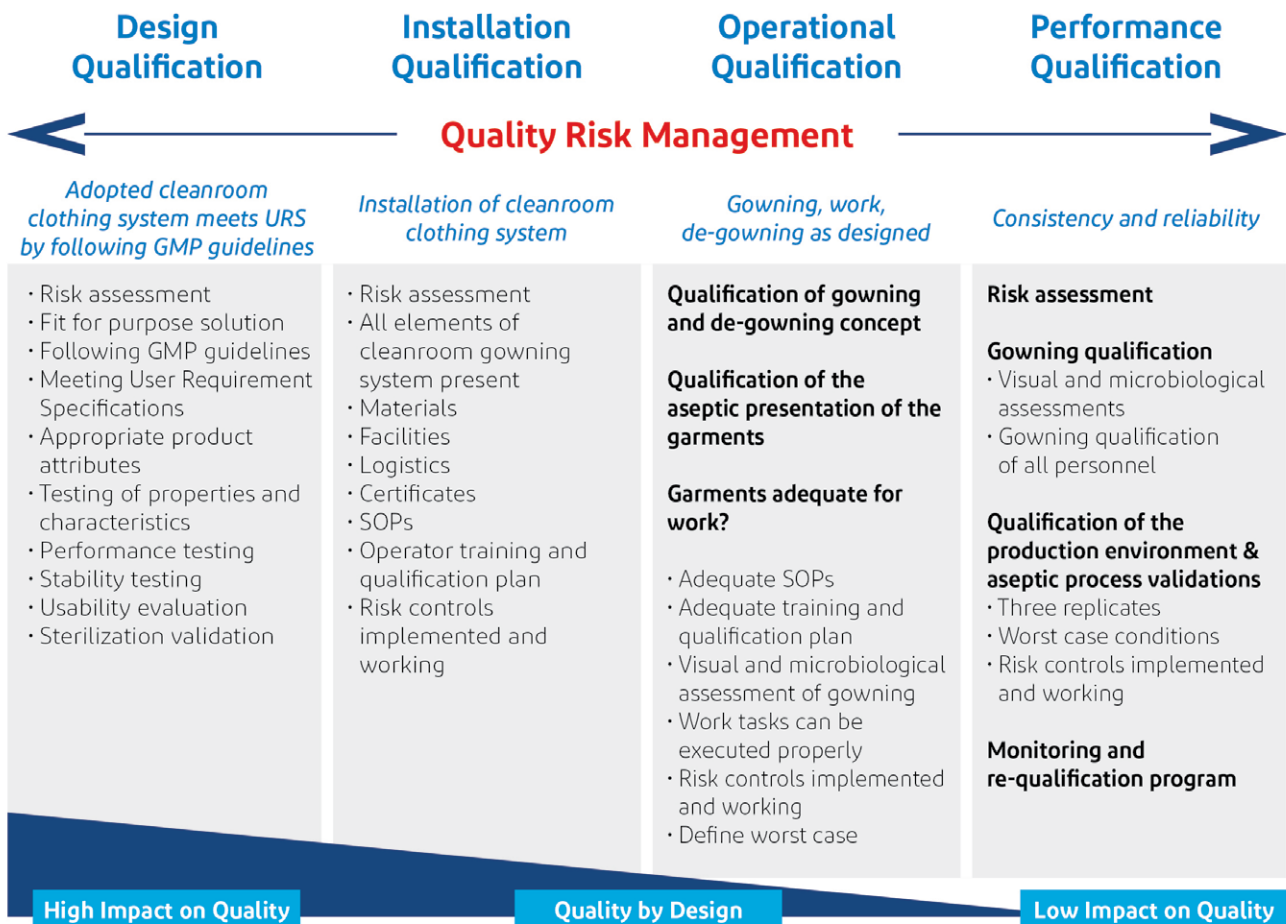 Design
Qualification
Installation
Qualification
Operational
Qualification
Performance
Qualification
Quality Risk Management
Adopted cleanroom
clothing system meets URS
by following GMP guidelines
Installation of cleanroom
clothing system
Gowning, work,
de-gowning as designed
Consistency and reliability
· Risk assessment
· Fit for purpose solution
· Following GMP guidelines
· Meeting User Requirement
Specifications
· Appropriate product
attributes
· Testing of properties and
characteristics
· Performance testing
· Stability testing
· Usability evaluation
· Sterilization validation
· Risk assessment
· All elements of
cleanroom gowning
system present
· Materials
· Facilities
· Logistics
· Certificates
· SOPs
· Operator training and
qualification plan
· Risk controls
implemented and
working
Qualification of gowning
and de-gowning concept
Qualification of the
aseptic presentation of the
garments
Garments adequate for
work?
· Adequate SOPs
· Adequate training and
qualification plan
· Visual and microbiological
assessment of gowning
· Work tasks can be
executed properly
· Risk controls implemented
and working
· Define worst case
Risk assessment
Gowning qualification
· Visual and microbiological
assessments
· Gowning qualification
of all personnel
Qualification of the
production environment &
aseptic process validations
· Three replicates
· Worst case conditions
· Risk controls implemented
and working
Monitoring and
re-qualification program
High Impact on Quality
Quality by Design
Low Impact on Quality